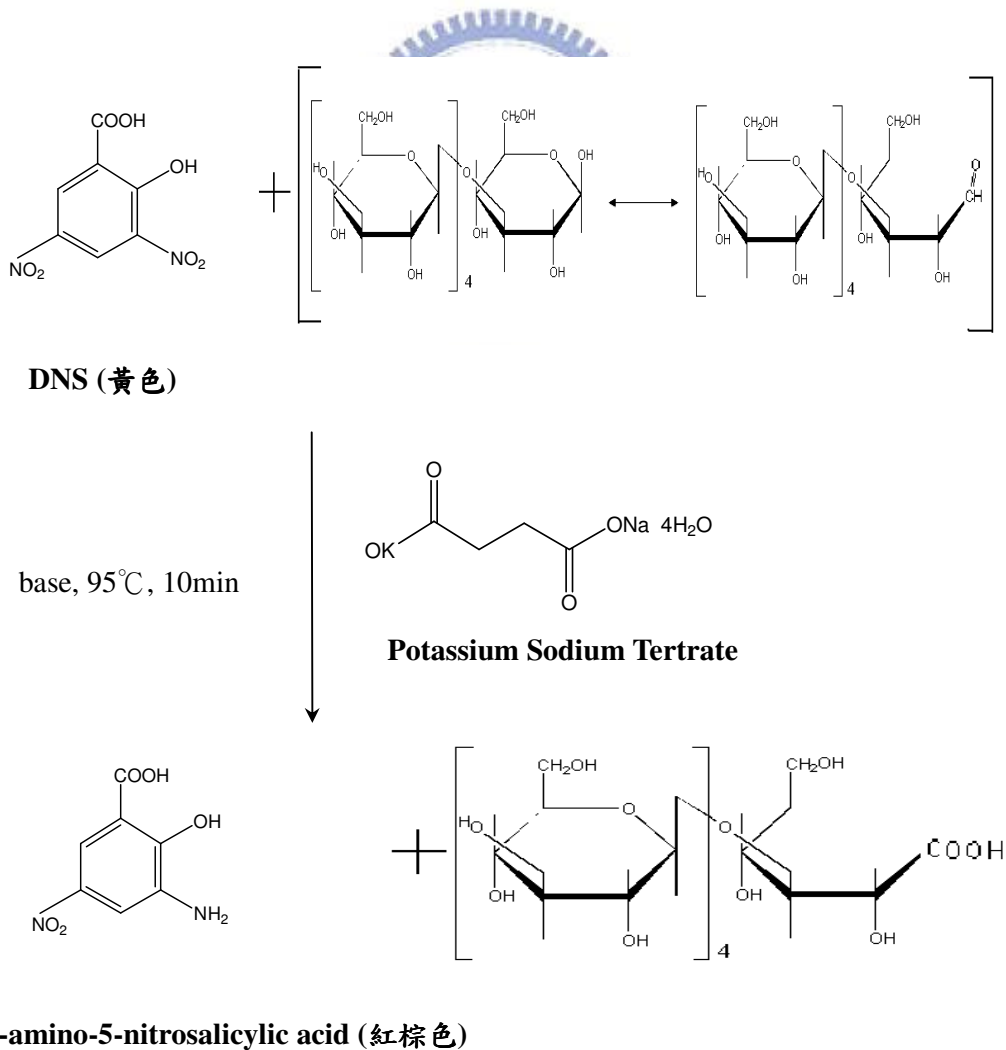 COOH
OH
NO2
NO2
+
CH2OH
O
HO
OH
OH
4
O
CH2OH
O
OH
OH
OH
CH2OH
O
HO
OH
OH
4
O
CH2OH
O
CH
OH
OH
DNS (黃色)
base, 95℃, 10min
O
OK
ONa 4H2O
O
Potassium Sodium Tertrate
COOH
OH
NO2
NH2
+
CH2OH
O
HO
OH
OH
4
O
CH2OH
COOH
OH
OH
-amino-5-nitrosalicylic acid (紅棕色)